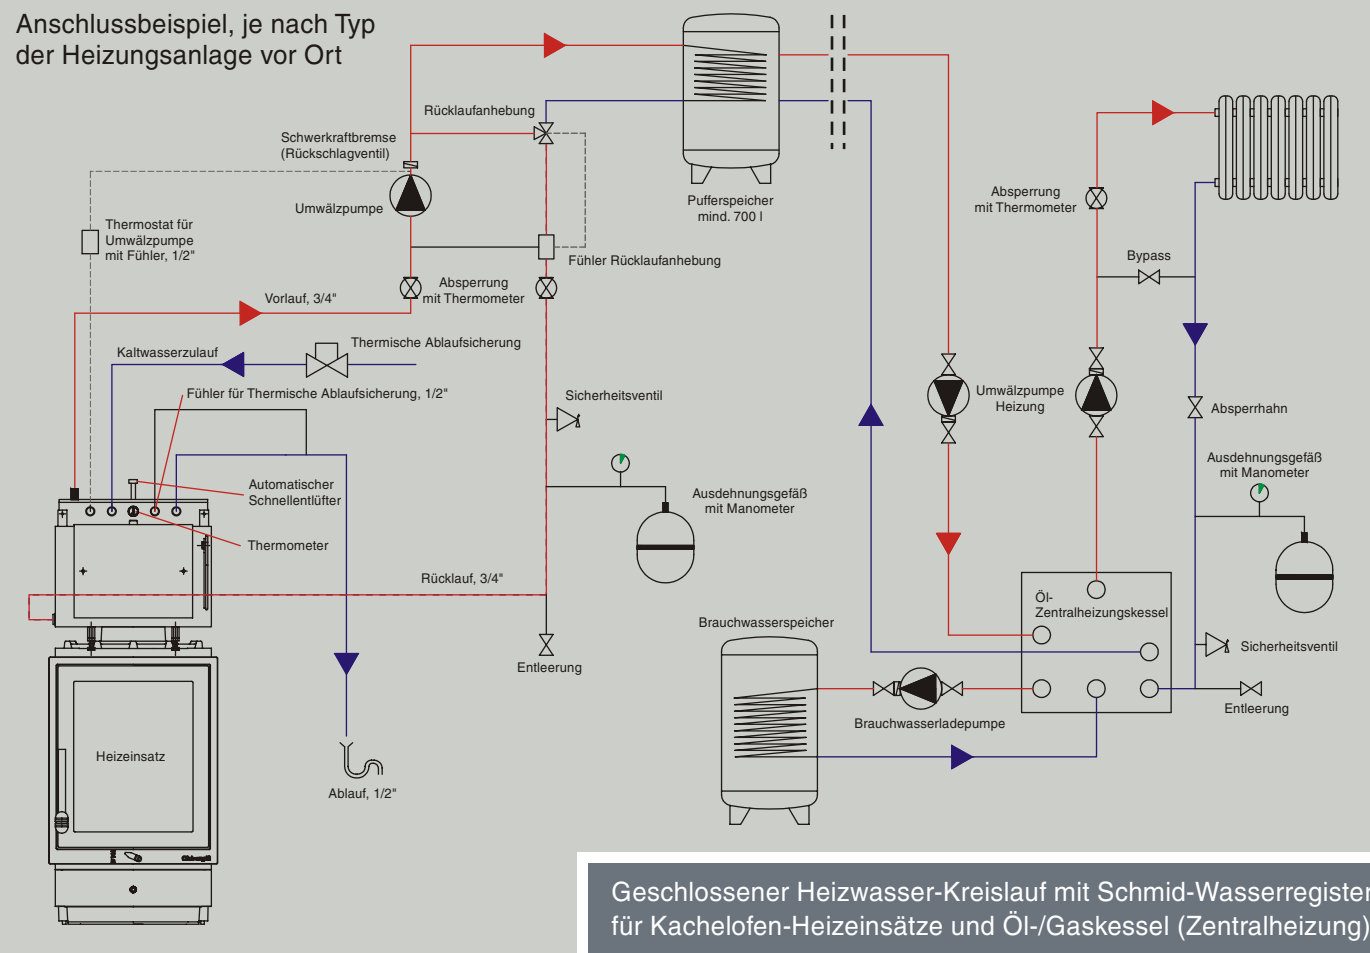 Anschlussbeispiel, je nach Typ
der Heizungsanlage vor Ort
Rücklaufanhebung
Schwerkraftbremse
(Rückschlagventil)
Umwälzpumpe
Thermostat für
Umwälzpumpe
mit Fühler, 1/2"
Pufferspeicher
mind. 700 l
Absperrung
mit Thermometer
Bypass
Fühler Rücklaufanhebung
Absperrung
mit Thermometer
Vorlauf, 3/4"
Kaltwasserzulauf
Thermische Ablaufsicherung
Fühler für Thermische Ablaufsicherung, 1/2"
Sicherheitsventil
Umwälzpumpe
Heizung
Absperrhahn
Automatischer
Schnellentlüfter
Ausdehnungsgefäß
mit Manometer
Ausdehnungsgefäß
mit Manometer
Thermometer
Rücklauf, 3/4"
Öl-
Zentralheizungskessel
Brauchwasserspeicher
Sicherheitsventil
Entleerung
Entleerung
Brauchwasserladepumpe
Heizeinsatz
Ablauf, 1/2"
Geschlossener Heizwasser-Kreislauf mit Schmid-Wasserregister
für Kachelofen-Heizeinsätze und Öl-/Gaskessel (Zentralheizung)